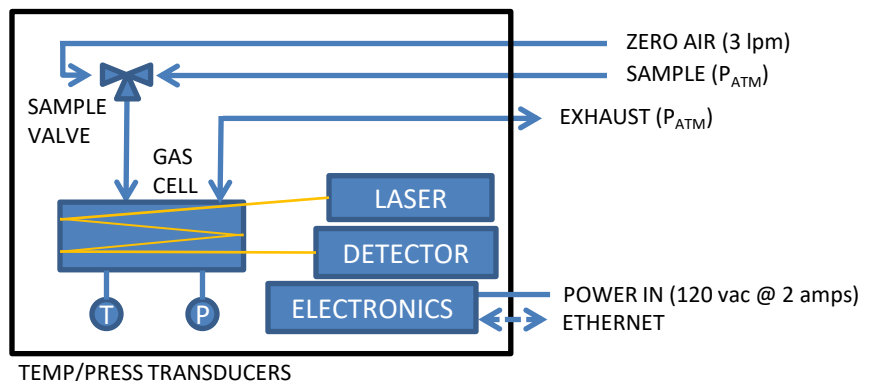 ZERO AIR (3 lpm)
SAMPLE (PATM)
EXHAUST (PATM)
SAMPLE
VALVE
GAS
CELL
LASER
DETECTOR
ELECTRONICS
T
P
POWER IN (120 vac @ 2 amps)
ETHERNET
TEMP/PRESS TRANSDUCERS